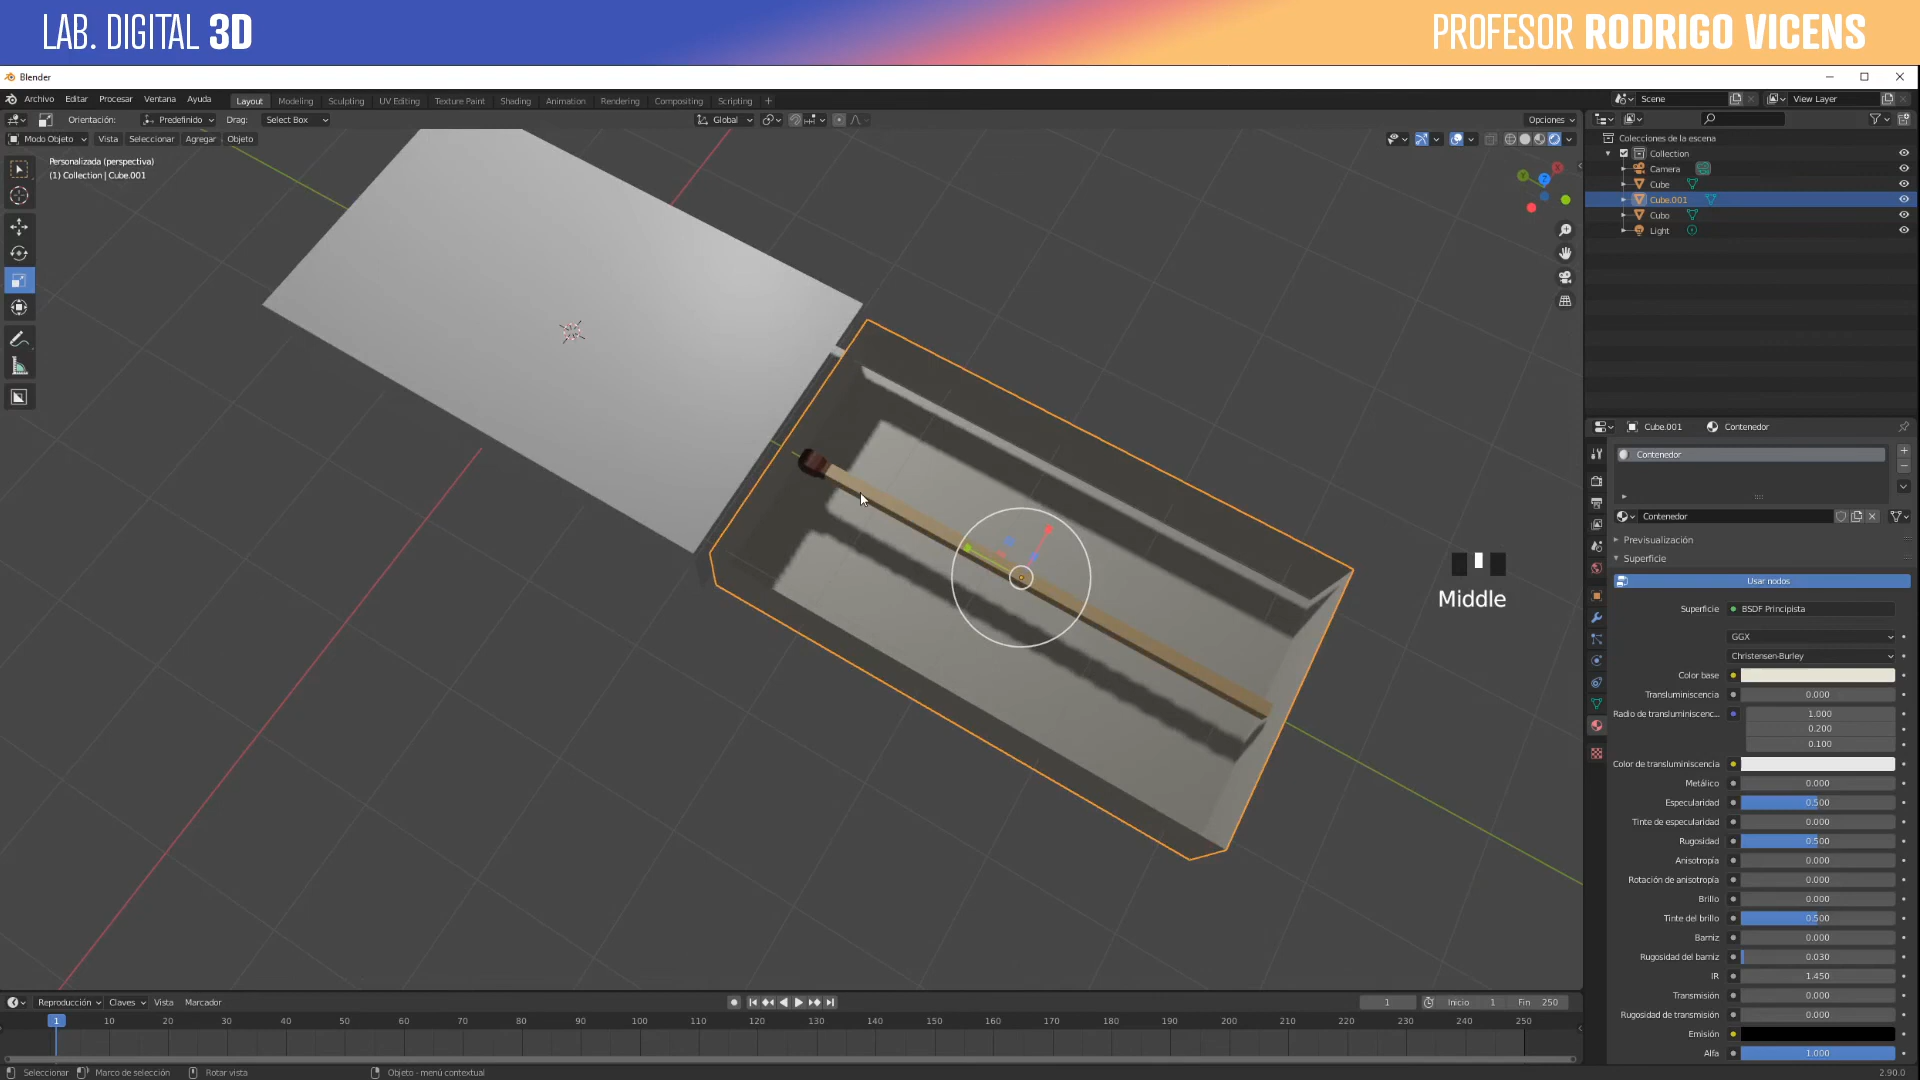 LAB. DIGITAL 3D
PROFESOR RODRIGO VICENS
Blender
Archivo Editar Procesar Ventana Ayuda
Layout Modeling Sculpting UV Editing Texture Paint Shading Animation Rendering Compositing Scripting +
Scene
View Layer
Orientación: Predefinido Drag: Select Box
Global
Opciones
Modo Objeto Vista Seleccionar Agregar Objeto
Personalizada (perspectiva)
(1) Collection | Cube.001
Colecciones de la escena
Collection
Camera
Cube
Cube.001
Cubo
Light
Middle
Cube.001 Contenedor
Contenedor
Contenedor
Previsualización
Superficie
Usar nodos
Superficie BSDF Principista
GGX
Christensen-Burley
Color base
Transluminiscencia 0.000
Radio de transluminiscenc... 1.000
0.200
0.100
Color de transluminiscencia
Metálico 0.000
Especularidad 0.500
Tinte de especularidad 0.000
Rugosidad 0.500
Anisotropía 0.000
Rotación de anisotropía 0.000
Brillo 0.000
Tinte del brillo 0.500
Barniz 0.000
Rugosidad del barniz 0.030
IR 1.450
Transmisión 0.000
Rugosidad de transmisión 0.000
Emisión
Alfa 1.000
Reproducción Claves Vista Marcador
1 Inicio 1 Fin 250
1 10 20 30 40 50 60 70 80 90 100 110 120 130 140 150 160 170 180 190 200 210 220 230 240 250
Seleccionar Marco de selección Rotar vista Objeto - menú contextual
2.90.0